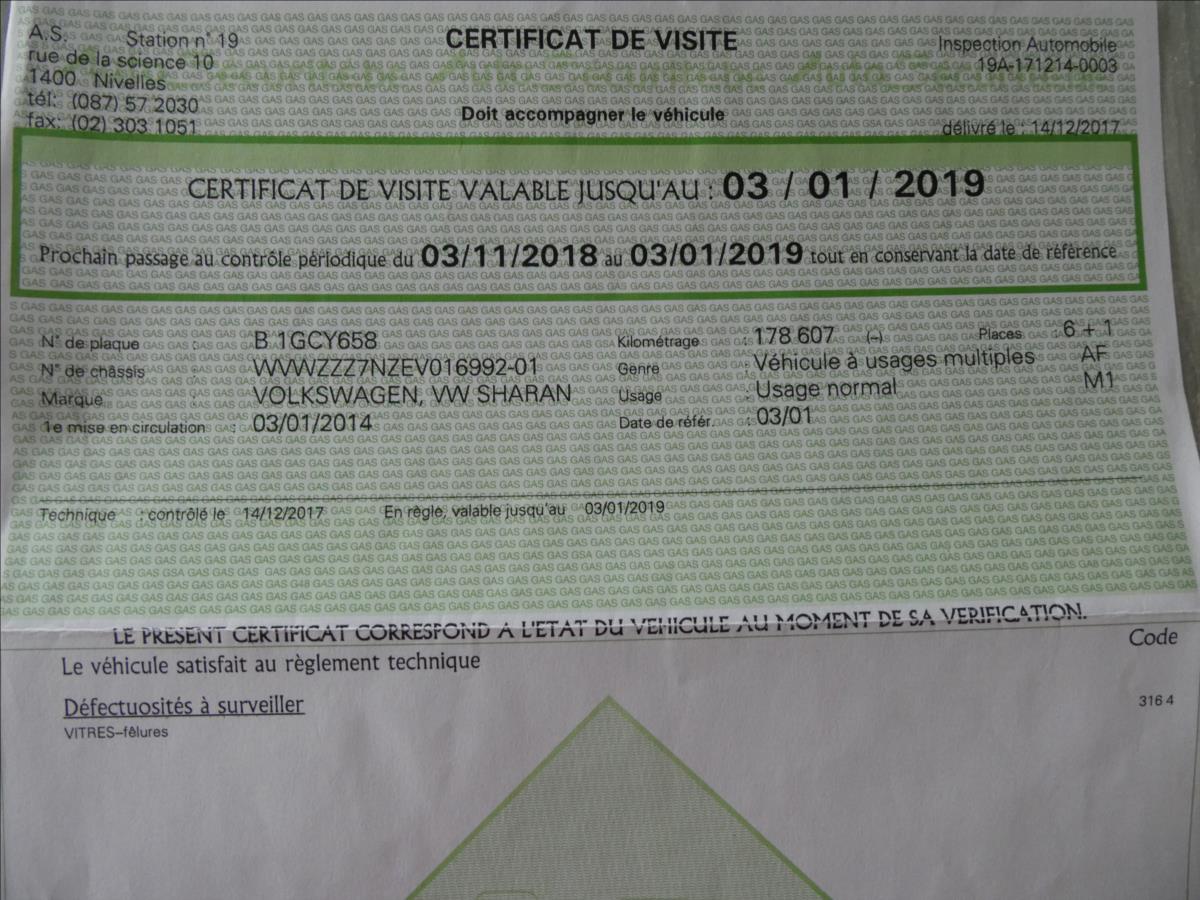 A.S. Station n° 19
rue de la science 10
1400 Nivelles
tél: (087) 57 2030
fax: (02) 303 1051
CERTIFICAT DE VISITE
Doit accompagner le véhicule
Inspection Automobile
19A-171214-0003
délivré le : 14/12/2017
CERTIFICAT DE VISITE VALABLE JUSQU'AU : 03 / 01 / 2019
Prochain passage au contrôle périodique du 03/11/2018 au 03/01/2019 tout en conservant la date de référence
N° de plaque : B 1GCY658
N° de châssis : WVWZZZ7NZEV016992-01
Marque : VOLKSWAGEN, VW SHARAN
1e mise en circulation : 03/01/2014
Kilométrage : 178 607 (-) Places : 6 + 1
Genre : Véhicule à usages multiples AF
Usage : Usage normal M1
Date de référ. : 03/01
Technique : contrôlé le 14/12/2017 En règle, valable jusqu'au 03/01/2019
LE PRESENT CERTIFICAT CORRESPOND A L'ETAT DU VEHICULE AU MOMENT DE SA VERIFICATION.
Code
Le véhicule satisfait au règlement technique
Défectuosités à surveiller
VITRES-fêlures 316 4